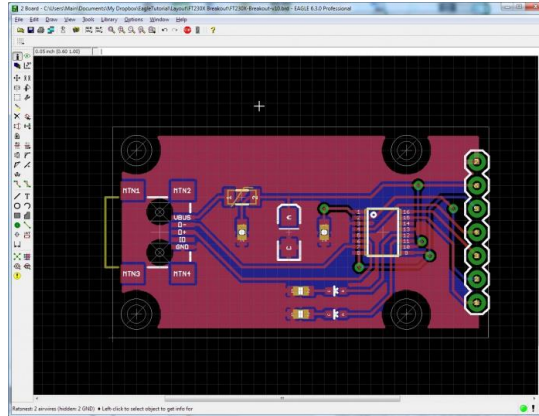 2 Board - C:\Users\Main\Documents\My Dropbox\EagleTutorial\Layout\FT230X Breakout\FT230X-Breakout-v10.brd - EAGLE 6.3.0 Professional
File Edit Draw View Tools Library Options Window Help
0.05 inch (0.60 1.00)
MTN1 MTN2
VBUS
D-
D+
ID
GND
MTN3 MTN4
Ratsnest: 2 airwires (hidden: 2 GND) ♦ Left-click to select object to get info for